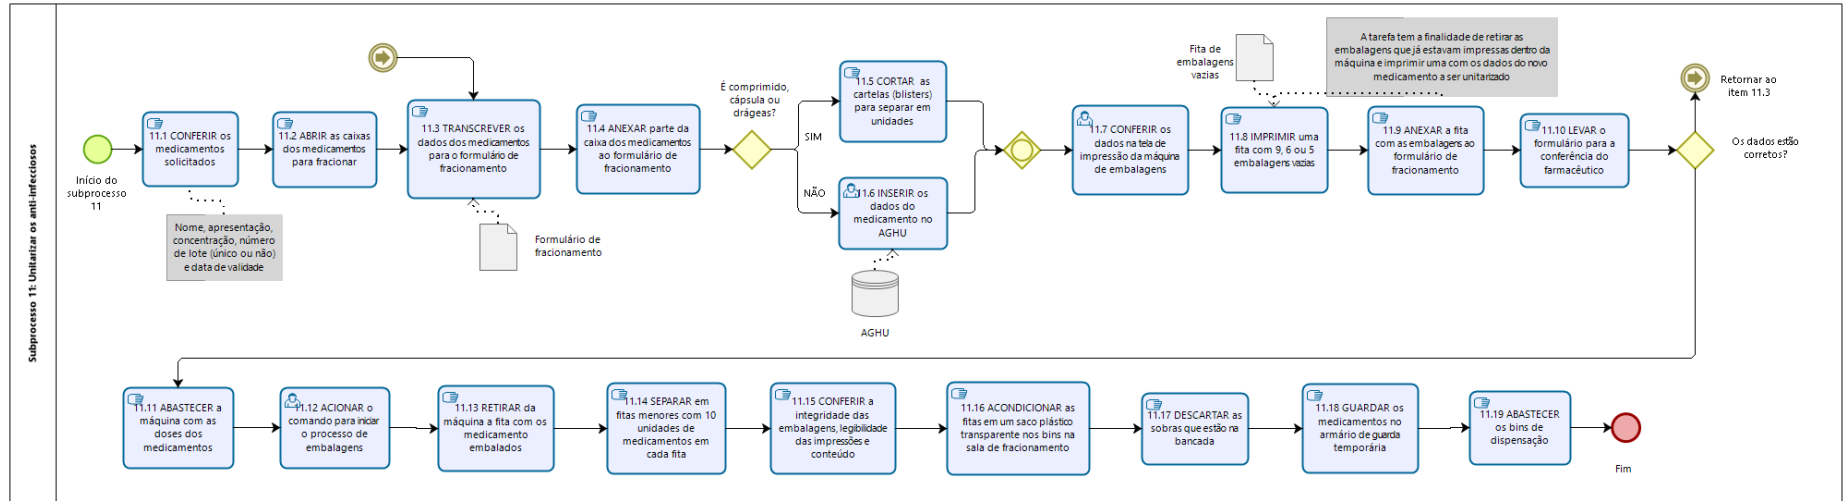 Subprocesso 11: Unitarizar os anti-infecciosos
Início do
subprocesso
11
11.1 CONFERIR os
medicamentos
solicitados
Nome, apresentação,
concentração, número
de lote (único ou não)
e data de validade
11.2 ABRIR as caixas
dos medicamentos
para fracionar
11.3 TRANSCREVER os
dados dos medicamentos
para o formulário de
fracionamento
Formulário de
fracionamento
11.4 ANEXAR parte da
caixa dos medicamentos
ao formulário de
fracionamento
É comprimido,
cápsula ou
drágeas?
SIM
NÃO
11.5 CORTAR as
cartelas (blisters)
para separar em
unidades
11.6 INSERIR os
dados do
medicamento no
AGHU
AGHU
11.7 CONFERIR os
dados na tela de
impressão da máquina
de embalagens
Fita de
embalagens
vazias
11.8 IMPRIMIR uma
fita com 9, 6 ou 5
embalagens vazias
A tarefa tem a finalidade de retirar as
embalagens que já estavam impressas dentro da
máquina e imprimir uma com os dados do novo
medicamento a ser unitarizado
11.9 ANEXAR a fita
com as embalagens ao
formulário de
fracionamento
11.10 LEVAR o
formulário para a
conferência do
farmacêutico
Retornar ao
item 11.3
Os dados estão
corretos?
11.11 ABASTECER a
máquina com as
doses dos
medicamentos
11.12 ACIONAR o
comando para iniciar
o processo de
embalagens
11.13 RETIRAR da
máquina a fita com os
medicamento
embalados
11.14 SEPARAR em
fitas menores com 10
unidades de
medicamentos em
cada fita
11.15 CONFERIR a
integridade das
embalagens, legibilidade
das impressões e
conteúdo
11.16 ACONDICIONAR as
fitas em um saco plástico
transparente nos bins na
sala de fracionamento
11.17 DESCARTAR as
sobras que estão na
bancada
11.18 GUARDAR os
medicamentos no
armário de guarda
temporária
11.19 ABASTECER
os bins de
dispensação
Fim